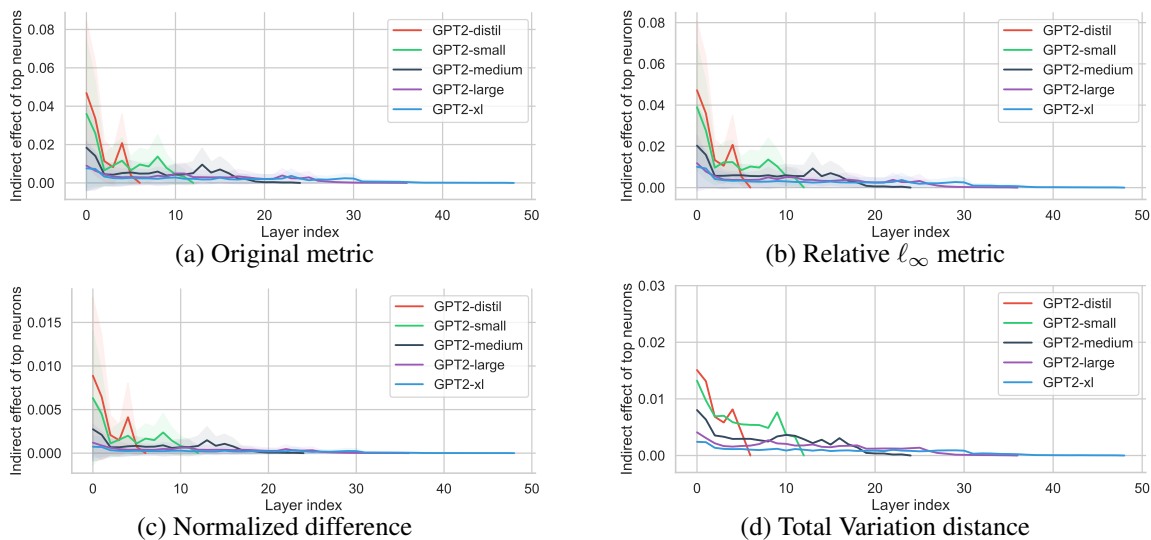 Indirect effect of top neurons
0.08
0.06
0.04
0.02
0.00
0 10 20 30 40 50
Layer index
GPT2-distil
GPT2-small
GPT2-medium
GPT2-large
GPT2-xl
(a) Original metric
Indirect effect of top neurons
0.08
0.06
0.04
0.02
0.00
0 10 20 30 40 50
Layer index
GPT2-distil
GPT2-small
GPT2-medium
GPT2-large
GPT2-xl
(b) Relative ℓ∞ metric
Indirect effect of top neurons
0.015
0.010
0.005
0.000
0 10 20 30 40 50
Layer index
GPT2-distil
GPT2-small
GPT2-medium
GPT2-large
GPT2-xl
(c) Normalized difference
Indirect effect of top neurons
0.03
0.01
0.01
0.00
0 10 20 30 40 50
Layer index
GPT2-distil
GPT2-small
GPT2-medium
GPT2-large
GPT2-xl
(d) Total Variation distance